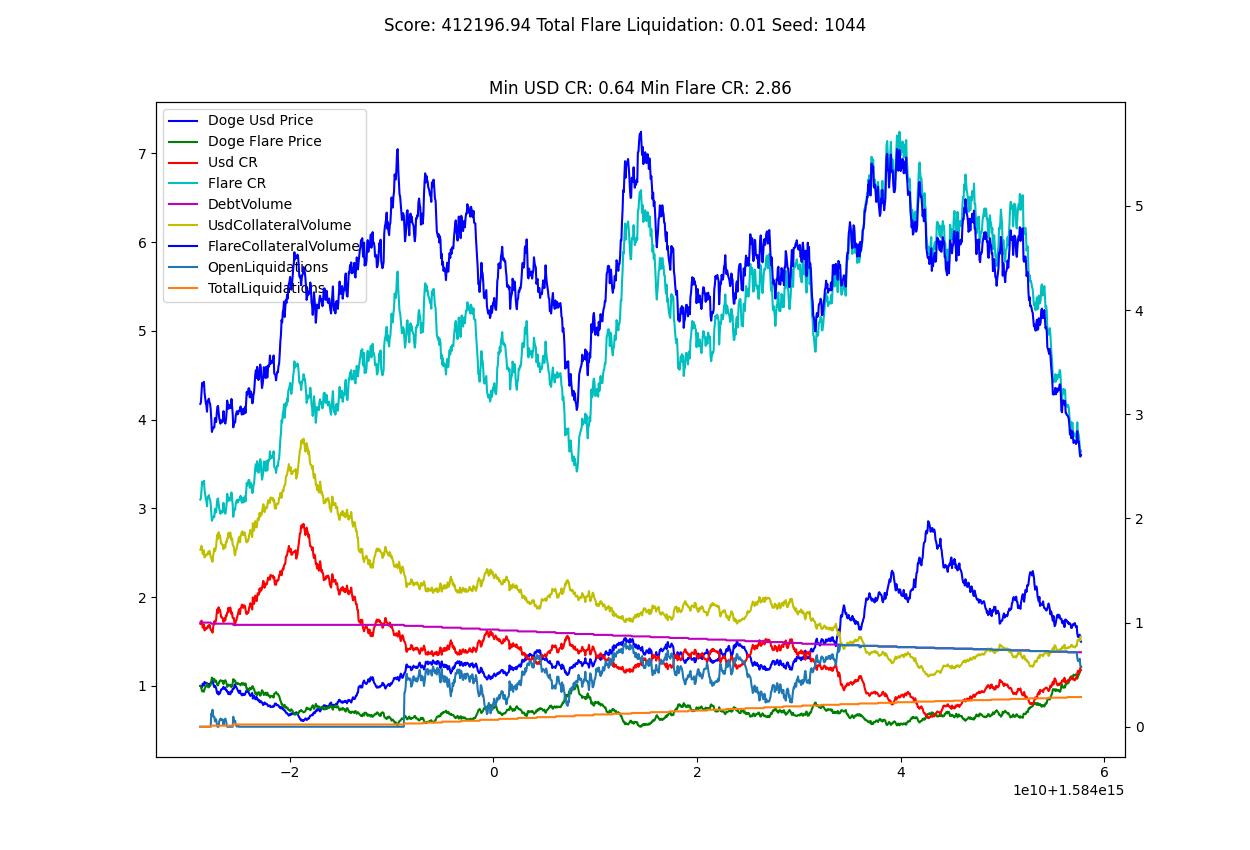 Score: 412196.94 Total Flare Liquidation: 0.01 Seed: 1044
Min USD CR: 0.64 Min Flare CR: 2.86
Doge Usd Price
Doge Flare Price
Usd CR
Flare CR
DebtVolume
UsdCollateralVolume
FlareCollateralVolume
OpenLiquidations
TotalLiquidations
7
6
5
4
3
2
1
5
4
3
2
1
0
−2
0
2
4
6
1e10+1.584e15